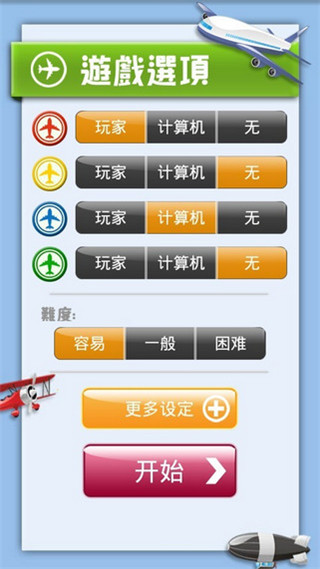 遊戲選項
玩家 计算机 无
玩家 计算机 无
玩家 计算机 无
玩家 计算机 无
難度:
容易 一般 困难
更多设定
开始